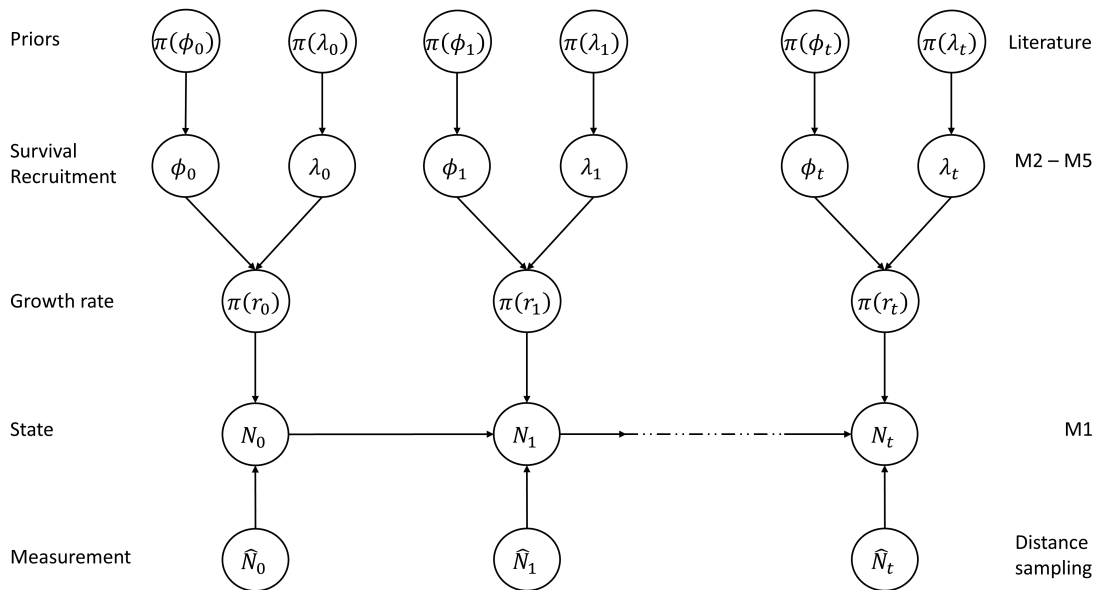 Priors π(ϕ₀) π(λ₀) π(ϕ₁) π(λ₁) π(ϕₜ) π(λₜ) Literature
Survival
Recruitment ϕ₀ λ₀ ϕ₁ λ₁ ϕₜ λₜ M2 – M5
Growth rate π(r₀) π(r₁) π(rₜ)
State N₀ N₁ Nₜ M1
Measurement N̂₀ N̂₁ N̂ₜ Distance
sampling